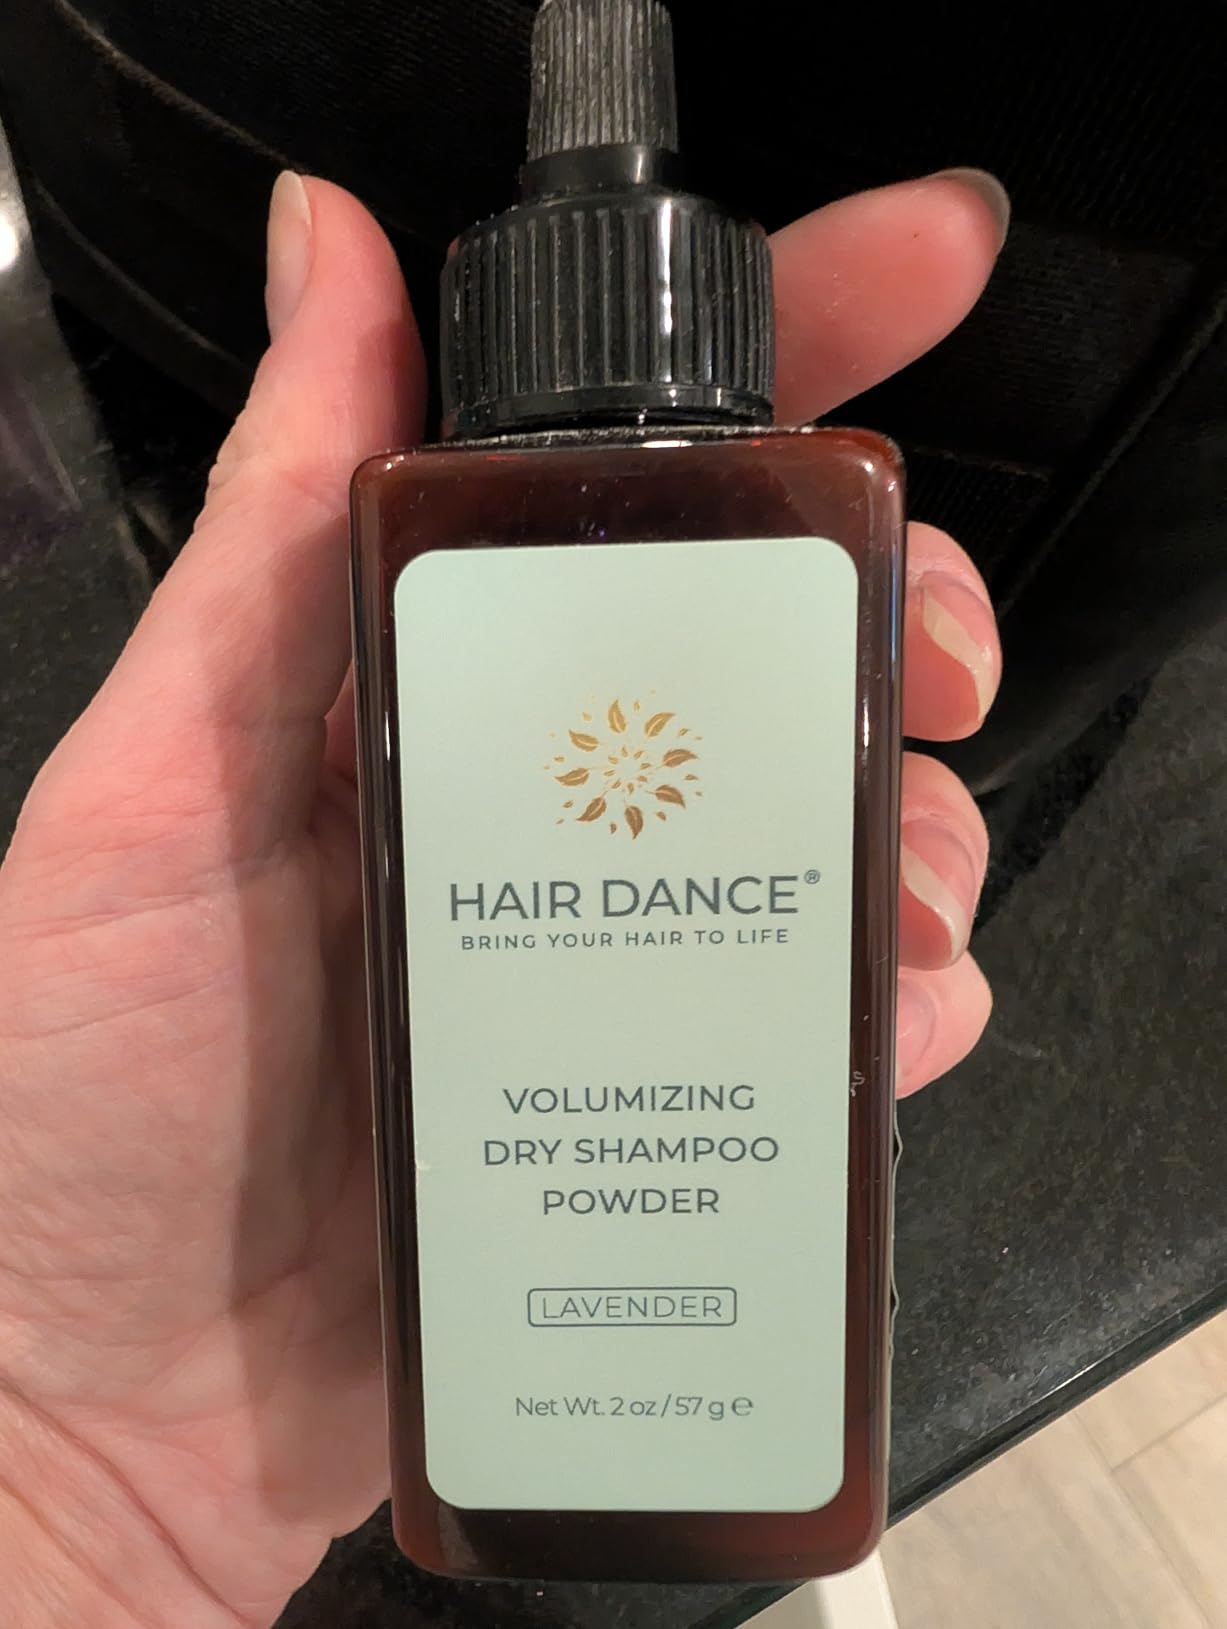 HAIR DANCE®
BRING YOUR HAIR TO LIFE
VOLUMIZING
DRY SHAMPOO
POWDER
LAVENDER
Net Wt. 2 oz / 57 g ℮